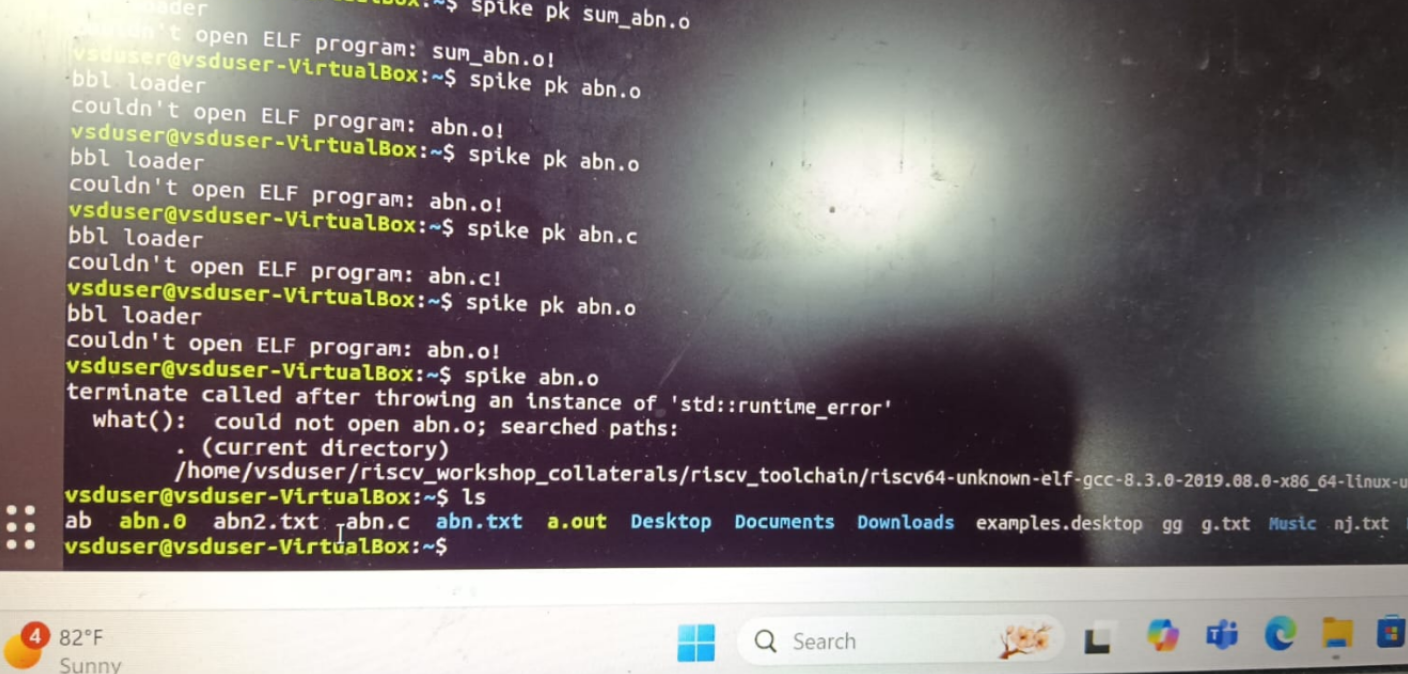 loader
$ spike pk sum_abn.o
couldn't open ELF program: sum_abn.o!
vsduser@vsduser-VirtualBox:~$ spike pk abn.o
bbl loader
couldn't open ELF program: abn.o!
vsduser@vsduser-VirtualBox:~$ spike pk abn.o
bbl loader
couldn't open ELF program: abn.o!
vsduser@vsduser-VirtualBox:~$ spike pk abn.c
bbl loader
couldn't open ELF program: abn.c!
vsduser@vsduser-VirtualBox:~$ spike pk abn.o
bbl loader
couldn't open ELF program: abn.o!
vsduser@vsduser-VirtualBox:~$ spike abn.o
terminate called after throwing an instance of 'std::runtime_error'
what(): could not open abn.o; searched paths:
. (current directory)
/home/vsduser/riscv_workshop_collaterals/riscv_toolchain/riscv64-unknown-elf-gcc-8.3.0-2019.08.0-x86_64-linux-u
vsduser@vsduser-VirtualBox:~$ ls
ab abn.0 abn2.txt abn.c abn.txt a.out Desktop Documents Downloads examples.desktop gg g.txt Music nj.txt
vsduser@vsduser-VirtualBox:~$
4
82°F
Sunny
Search